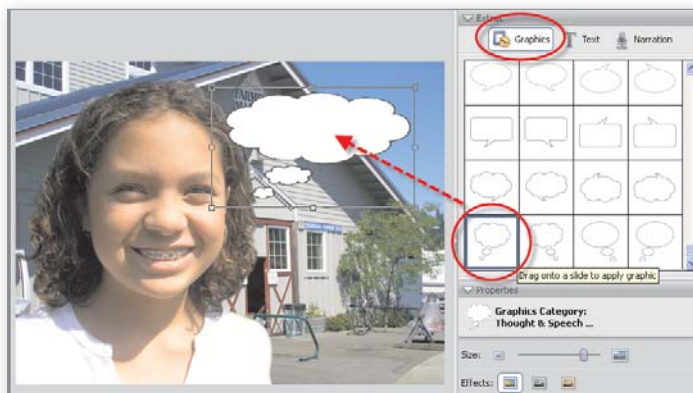 Extras
Graphics
Text
Narration
Drag onto a slide to apply graphic
Properties
Graphics Category:
Thought & Speech ...
Size:
Effects: